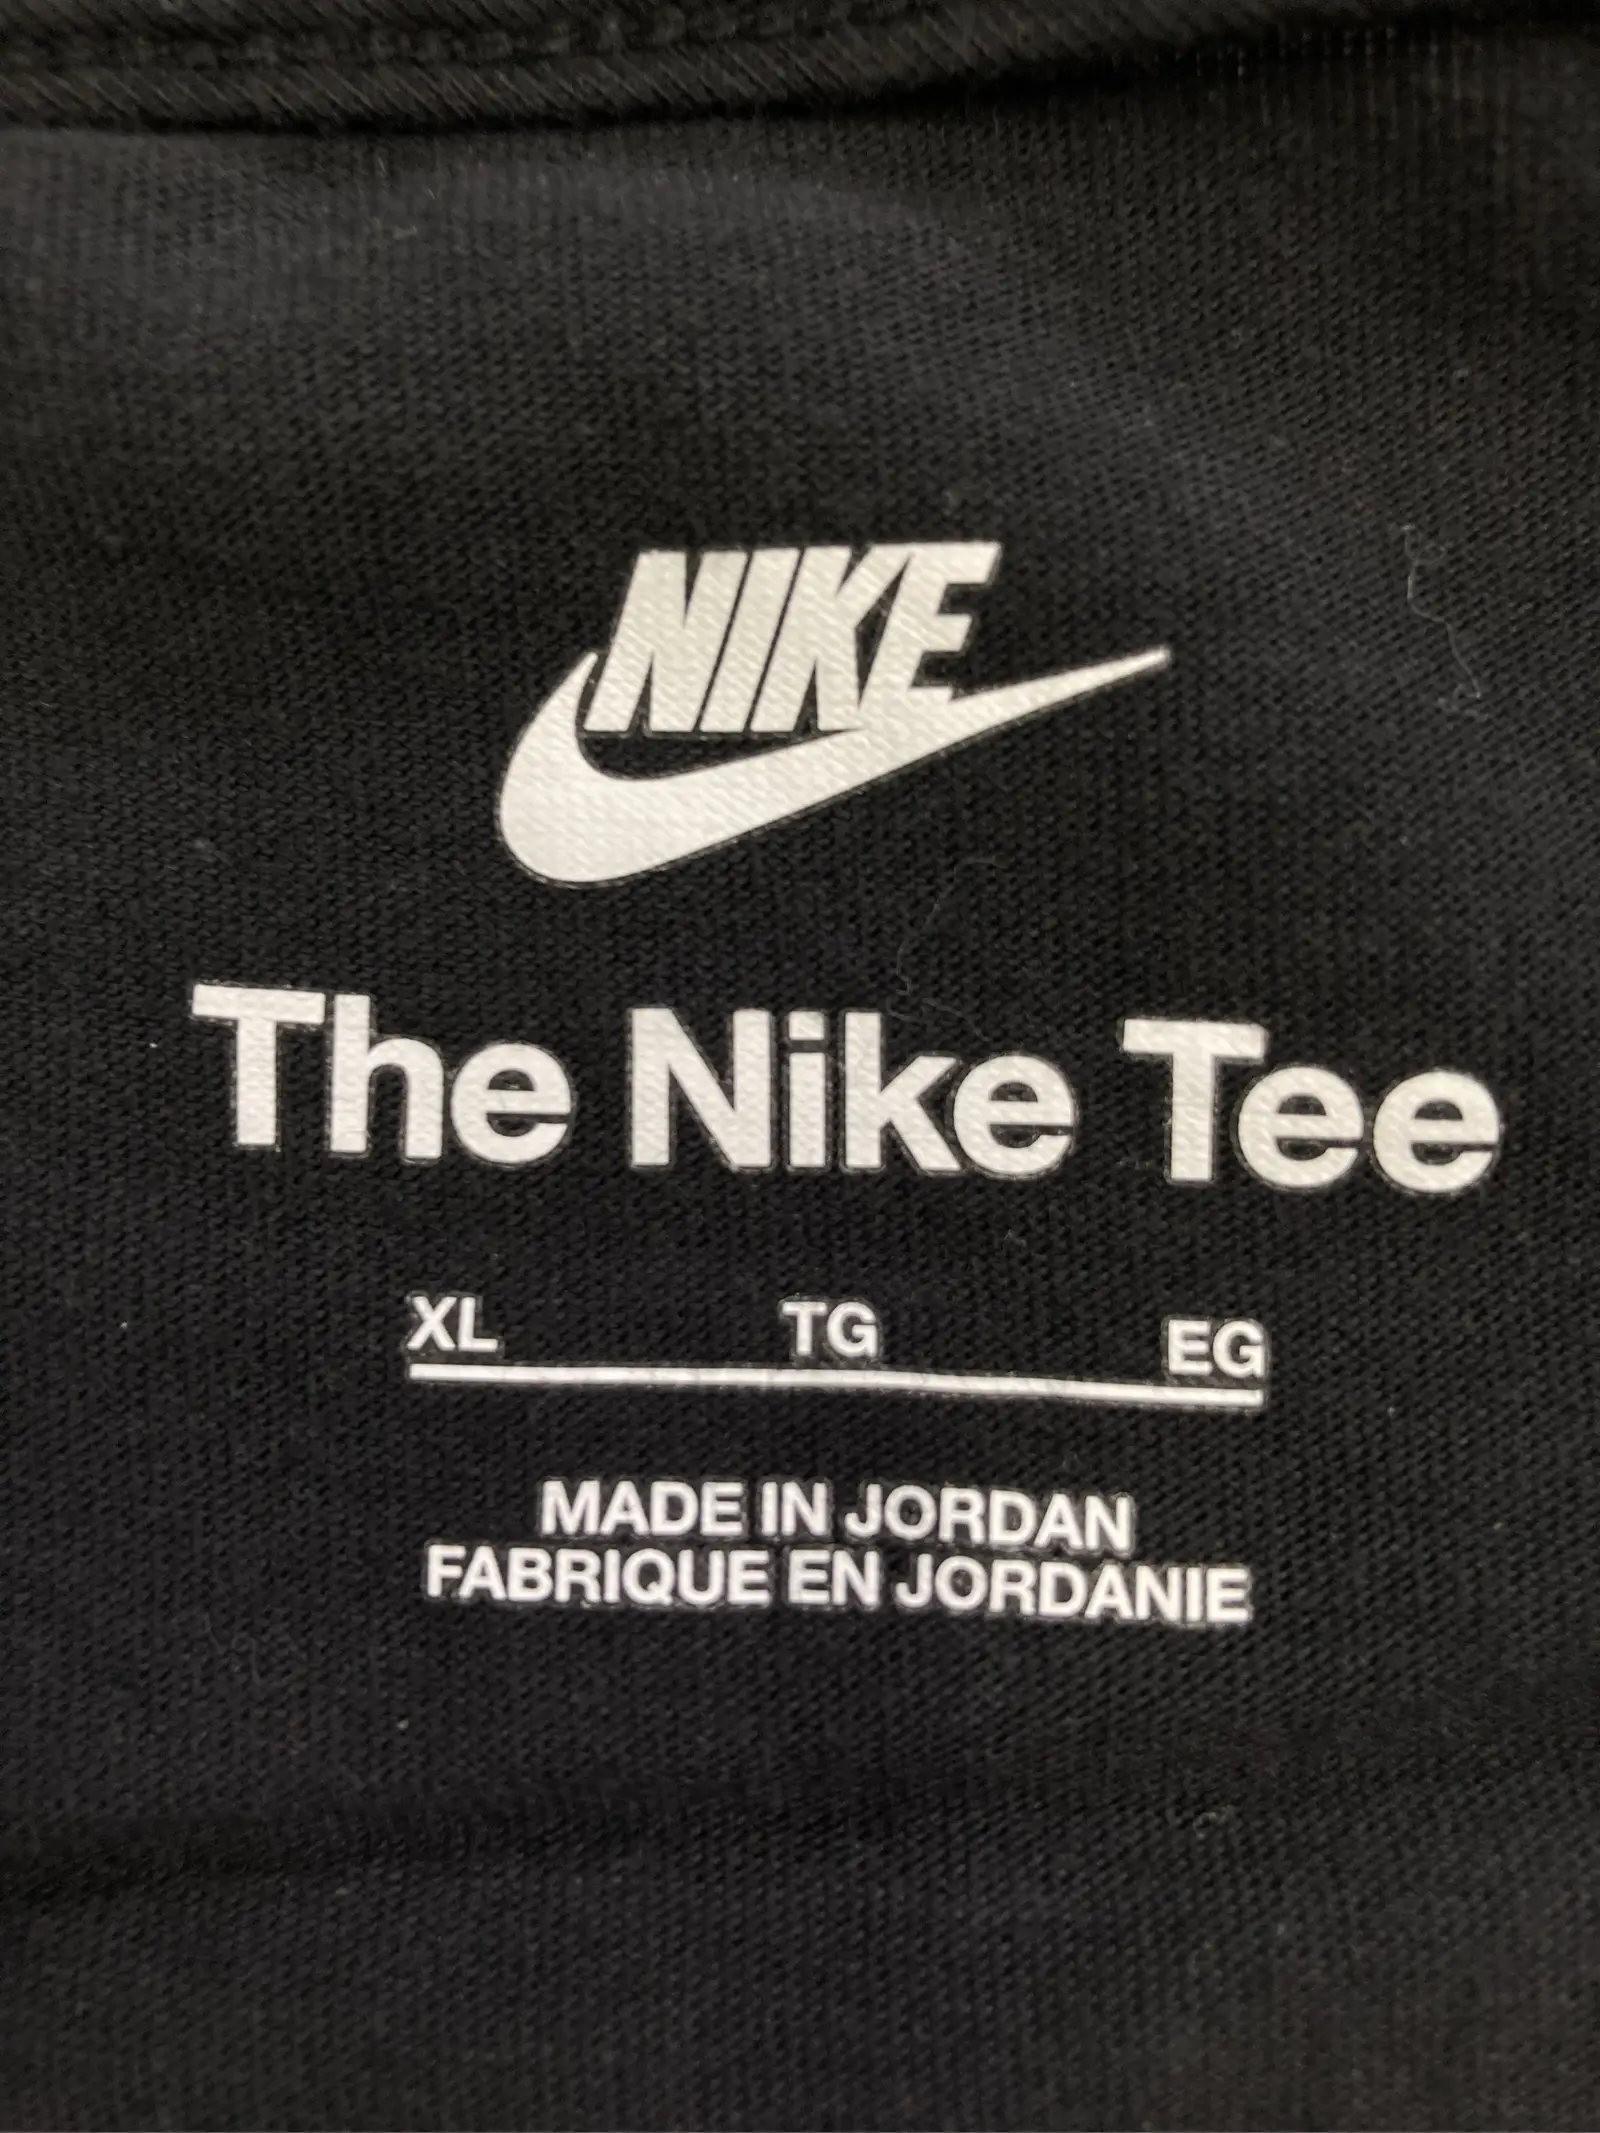 NIKE
The Nike Tee
XL TG EG
MADE IN JORDAN
FABRIQUE EN JORDANIE